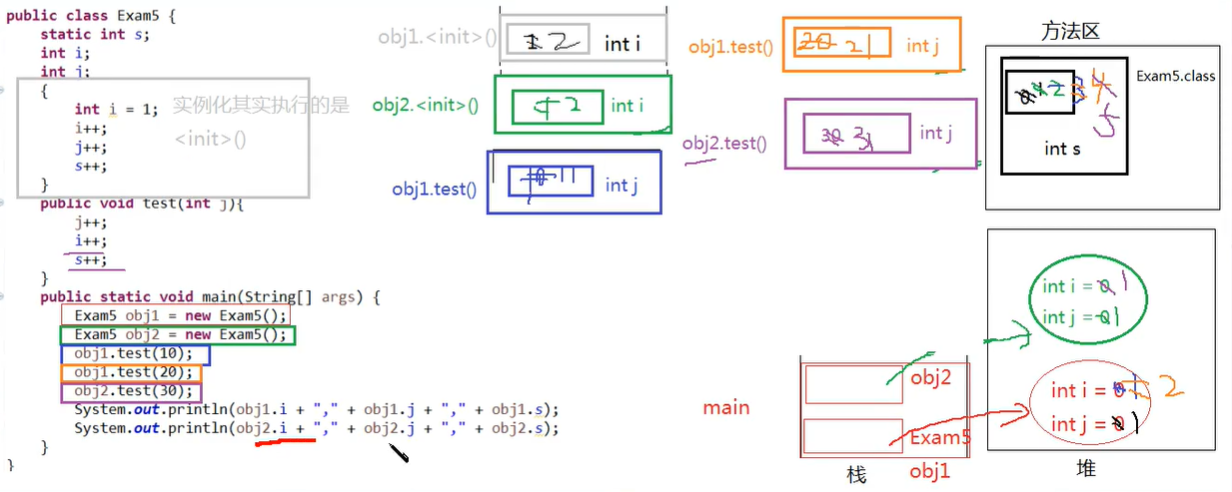 public class Exam5 {
static int s;
int i;
int j;
{
int i = 1;
i++;
j++;
s++;
}
实例化其实执行的是
<init>()
public void test(int j){
j++;
i++;
s++;
}
public static void main(String[] args) {
Exam5 obj1 = new Exam5();
Exam5 obj2 = new Exam5();
obj1.test(10);
obj1.test(20);
obj2.test(30);
System.out.println(obj1.i + "," + obj1.j + "," + obj1.s);
System.out.println(obj2.i + "," + obj2.j + "," + obj2.s);
}
}
obj1.<init>() 1 2 int i
obj2.<init>() 2 int i
obj1.test() 10 11 int j
obj1.test() 20 21 int j
obj2.test() 30 31 int j
方法区
Exam5.class
0 1 2 3 4
5
int s
int i = 0 1
int j = 0 1
int i = 0 1 2
int j = 0 1
堆
main
obj2
Exam5
obj1
栈